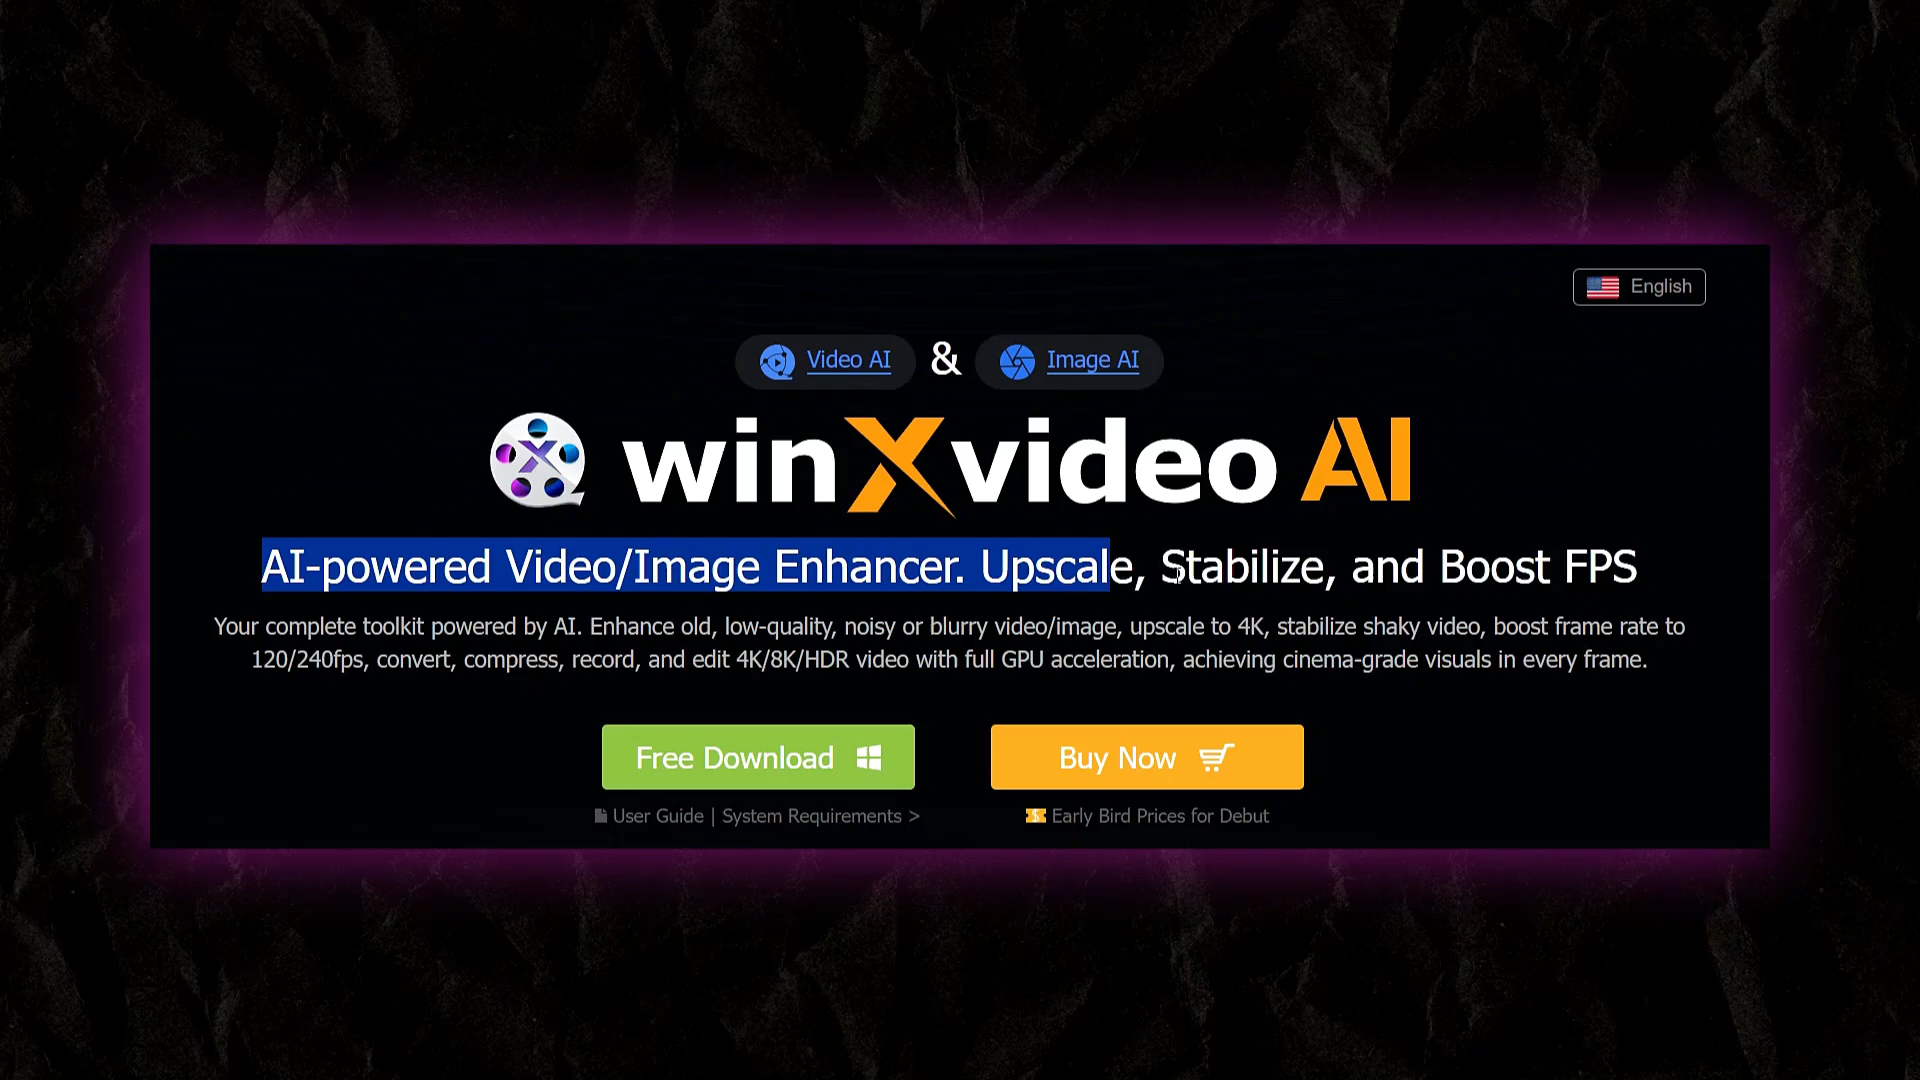 English
Video AI & Image AI
winXvideo AI
AI-powered Video/Image Enhancer. Upscale, Stabilize, and Boost FPS
Your complete toolkit powered by AI. Enhance old, low-quality, noisy or blurry video/image, upscale to 4K, stabilize shaky video, boost frame rate to
120/240fps, convert, compress, record, and edit 4K/8K/HDR video with full GPU acceleration, achieving cinema-grade visuals in every frame.
Free Download
Buy Now
User Guide | System Requirements >
Early Bird Prices for Debut